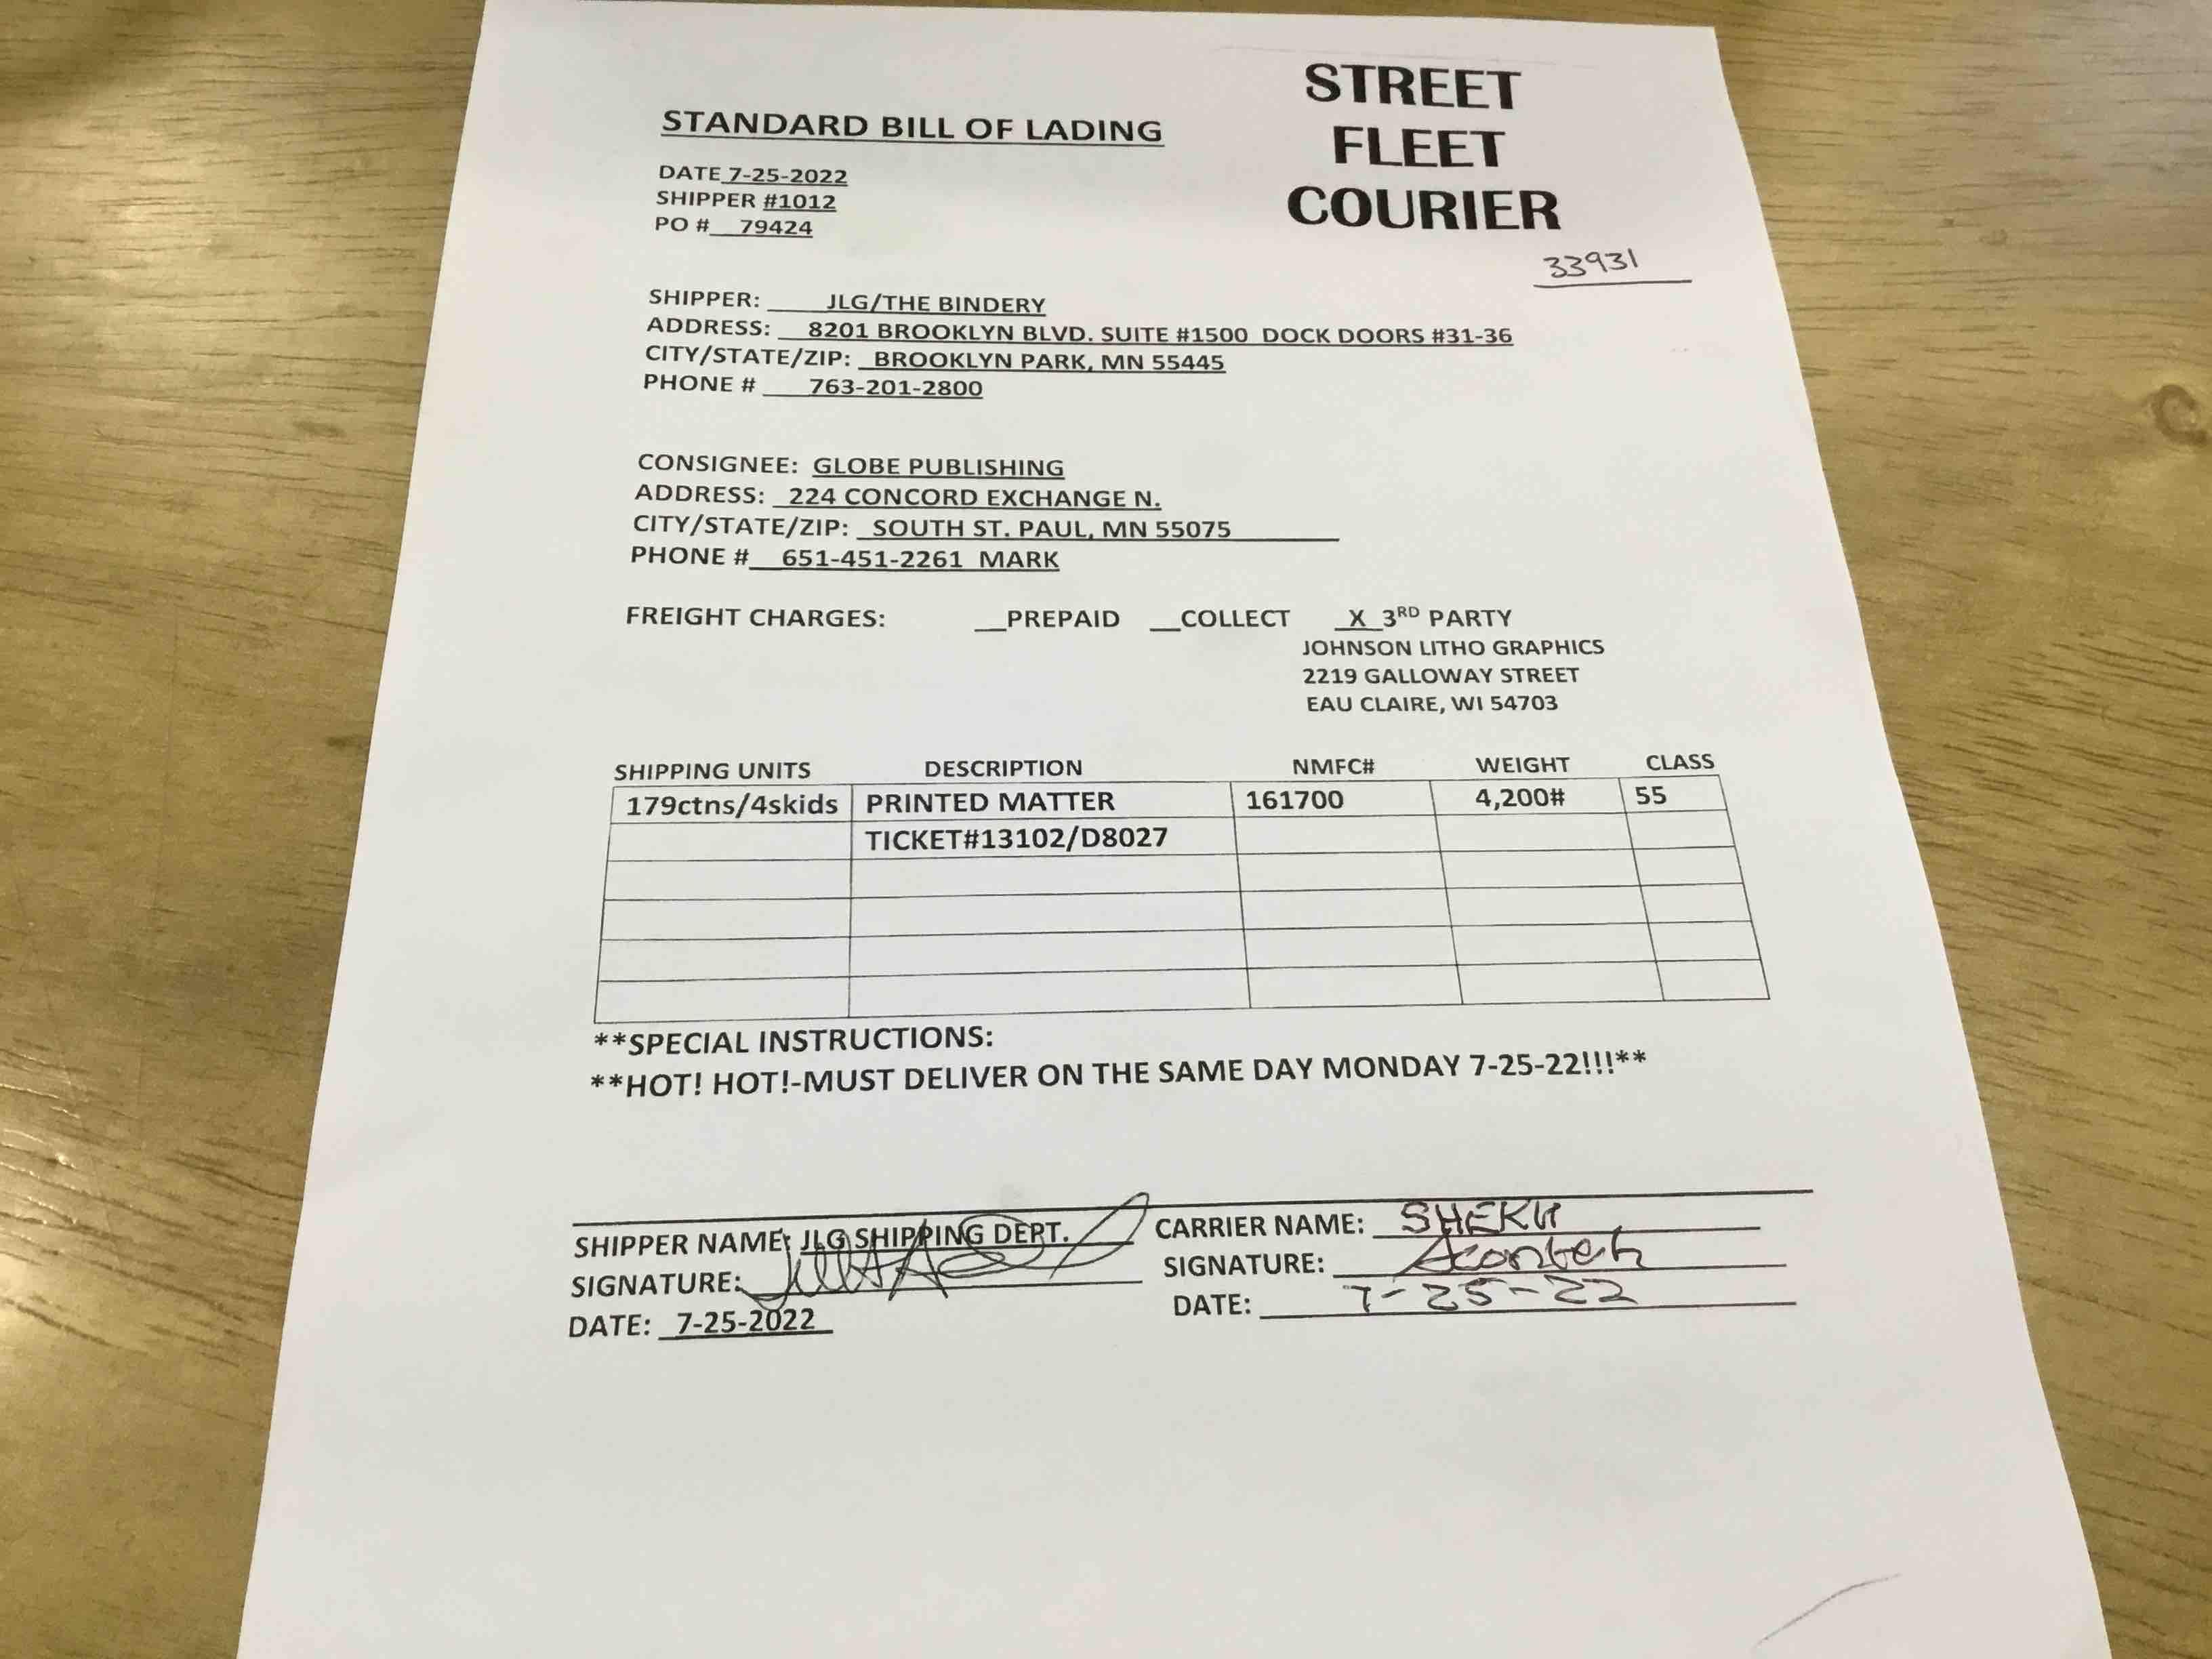 STREET
FLEET
COURIER
STANDARD BILL OF LADING
DATE 7-25-2022
SHIPPER #1012
PO # 79424
33931
SHIPPER: JLG/THE BINDERY
ADDRESS: 8201 BROOKLYN BLVD. SUITE #1500 DOCK DOORS #31-36
CITY/STATE/ZIP: BROOKLYN PARK, MN 55445
PHONE # 763-201-2800
CONSIGNEE: GLOBE PUBLISHING
ADDRESS: 224 CONCORD EXCHANGE N.
CITY/STATE/ZIP: SOUTH ST. PAUL, MN 55075
PHONE # 651-451-2261 MARK
FREIGHT CHARGES: __PREPAID __COLLECT _X_3RD PARTY
JOHNSON LITHO GRAPHICS
2219 GALLOWAY STREET
EAU CLAIRE, WI 54703
SHIPPING UNITS DESCRIPTION NMFC# WEIGHT CLASS
179ctns/4skids PRINTED MATTER 161700 4,200# 55
TICKET#13102/D8027
**SPECIAL INSTRUCTIONS:
**HOT! HOT!-MUST DELIVER ON THE SAME DAY MONDAY 7-25-22!!!**
SHIPPER NAME: JLG SHIPPING DEPT. CARRIER NAME:
SIGNATURE: SIGNATURE:
DATE: 7-25-2022 DATE: 7-25-22